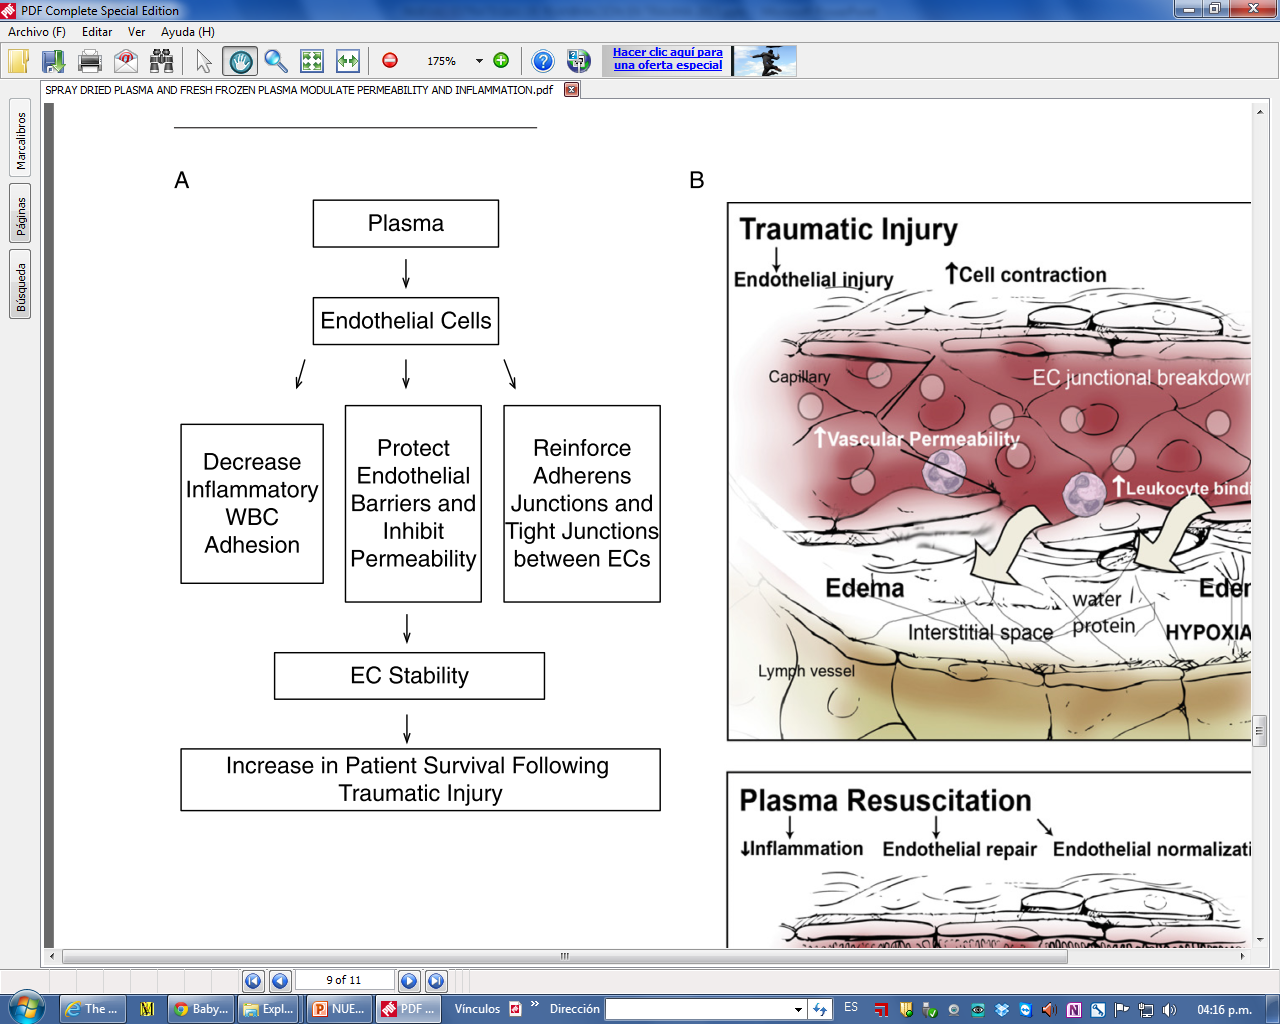 PDF Complete Special Edition
Archivo (F) Editar Ver Ayuda (H)
175%
Hacer clic aquí para
una oferta especial
SPRAY DRIED PLASMA AND FRESH FROZEN PLASMA MODULATE PERMEABILITY AND INFLAMMATION.pdf
Marcalibros
Páginas
Búsqueda
A
Plasma
Endothelial Cells
Decrease
Inflammatory
WBC
Adhesion
Protect
Endothelial
Barriers and
Inhibit
Permeability
Reinforce
Adherens
Junctions and
Tight Junctions
between ECs
EC Stability
Increase in Patient Survival Following
Traumatic Injury
B
Traumatic Injury
Endothelial injury
↑Cell contraction
Capillary
EC junctional breakdown
↑Vascular Permeability
↑Leukocyte bindi
Edema
Eder
water
protein
Interstitial space
HYPOXIA
Lymph vessel
Plasma Resuscitation
↓Inflammation
Endothelial repair
Endothelial normalizati
9 of 11
The ...
Baby...
Expl...
NUE...
PDF ...
Vínculos
»
Dirección
ES
04:16 p.m.